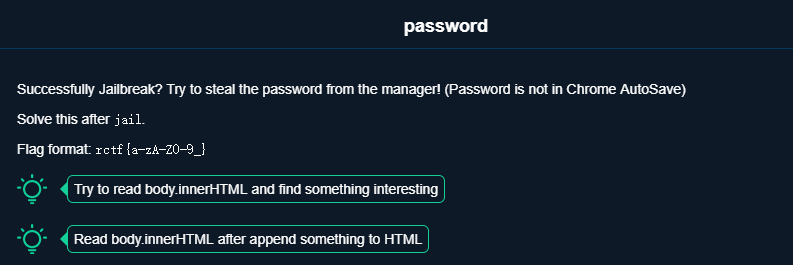 password
Successfully Jailbreak? Try to steal the password from the manager! (Password is not in Chrome AutoSave)
Solve this after jail.
Flag format: rctf{a-zA-Z0-9_}
Try to read body.innerHTML and find something interesting
Read body.innerHTML after append something to HTML